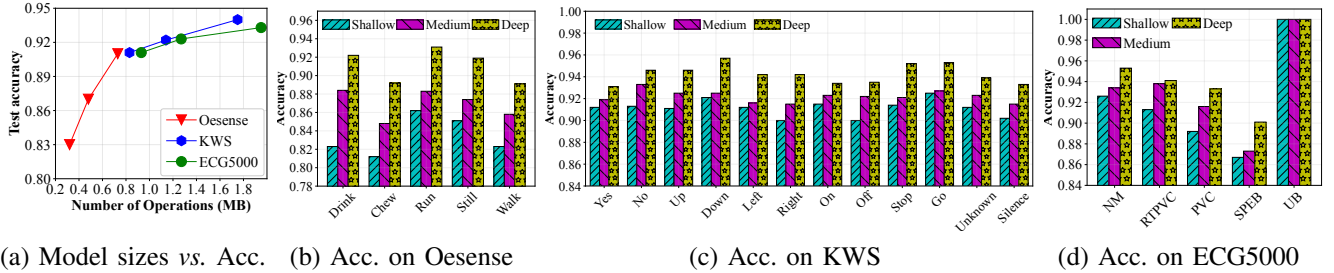 Test accuracy
0.96
0.93
0.90
0.86
0.83
0.80
0.2 0.4 0.6 0.8 1.0 1.2 1.4 1.6 1.8
Number of Operations (MB)
Oesense
KWS
ECG5000
(a) Model sizes vs. Acc.
Accuracy
0.96
0.94
0.92
0.90
0.88
0.86
0.84
0.82
0.80
0.78
Shallow Medium Deep
Drink Chew Run Still Walk
(b) Acc. on Oesense
Accuracy
1.00
0.98
0.96
0.94
0.92
0.90
0.88
0.86
0.84
Shallow Medium Deep
Yes No Up Down Left Right On Off Stop Go Unknown Silence
(c) Acc. on KWS
Accuracy
1.00
0.98
0.96
0.94
0.92
0.90
0.88
0.86
0.84
Shallow Deep
Medium
NM RTPVC PVC SPEB UB
(d) Acc. on ECG5000